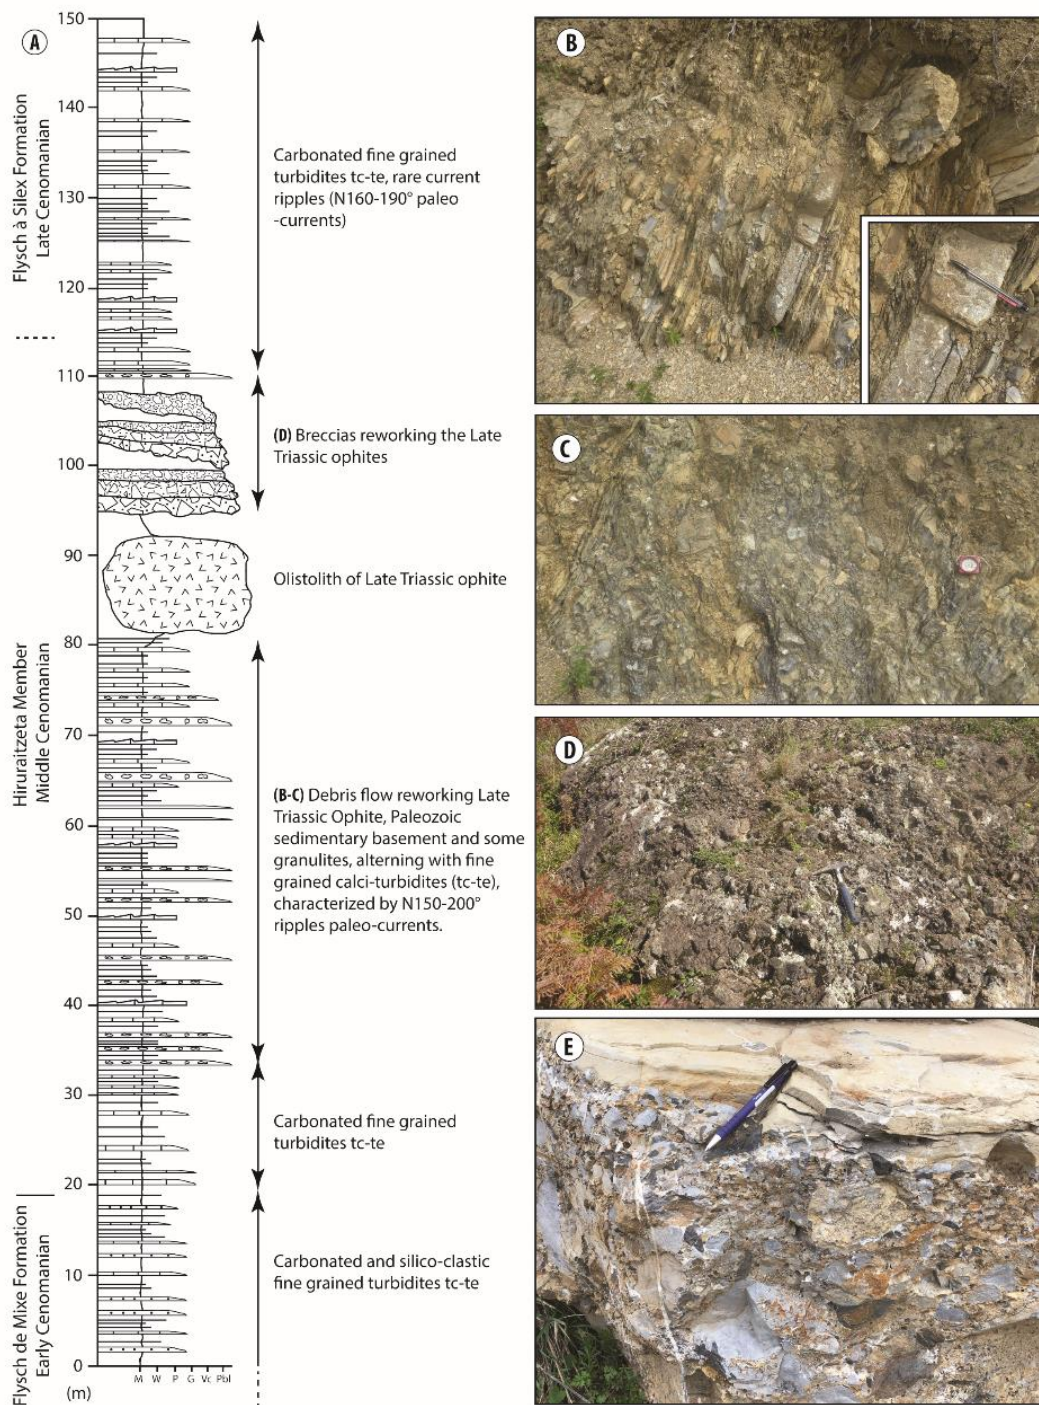 A
150
140
130
120
110
100
90
80
70
60
50
40
30
20
10
0
(m)
M W P G Vc Pbl
Flysch à Silex Formation
Late Cenomanian
Hiruraitzeta Member
Middle Cenomanian
Flysch de Mixe Formation
Early Cenomanian
Carbonated fine grained
turbidites tc-te, rare current
ripples (N160-190° paleo
-currents)
(D) Breccias reworking the Late
Triassic ophites
Olistolith of Late Triassic ophite
(B-C) Debris flow reworking Late
Triassic Ophite, Paleozoic
sedimentary basement and some
granulites, alterning with fine
grained calci-turbidites (tc-te),
characterized by N150-200°
ripples paleo-currents.
Carbonated fine grained
turbidites tc-te
Carbonated and silico-clastic
fine grained turbidites tc-te
B
C
D
E